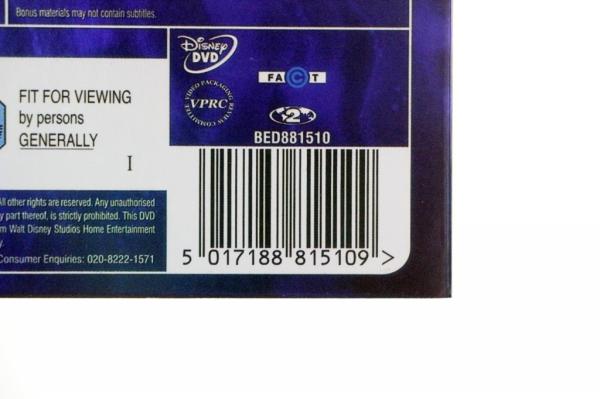 Bonus materials may not contain subtitles.
Disney
DVD
FACT
VIDEO PACKAGING REVIEW COMMITTEE
VPRC
2
BED881510
FIT FOR VIEWING
by persons
GENERALLY
I
All other rights are reserved. Any unauthorised
y part thereof, is strictly prohibited. This DVD
m Walt Disney Studios Home Entertainment
y.
Consumer Enquiries: 020-8222-1571
5 017188 815109 >